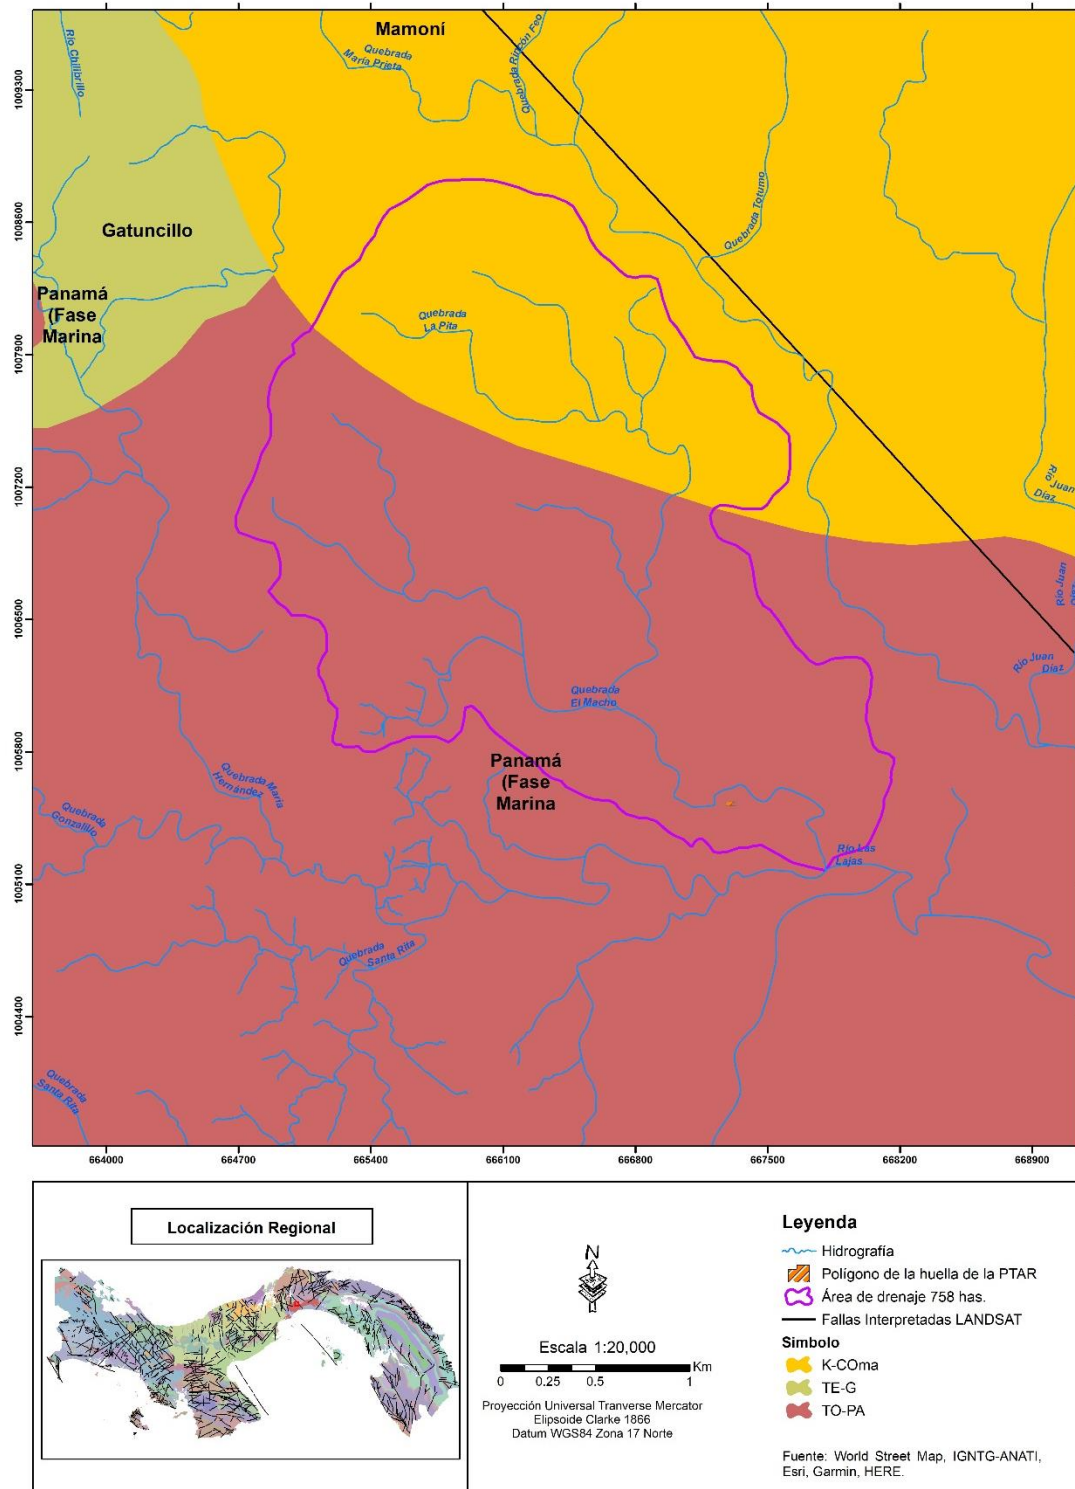 Mamoní
Río Chilibrillo
Quebrada
María Prieta
Quebrada Rincón Feo
Quebrada Totumo
Gatuncillo
Panamá
(Fase
Marina
Quebrada
La Pita
Río Juan
Díaz
Río Juan
Díaz
Río Juan
Díaz
Quebrada
El Macho
Panamá
(Fase
Marina
Quebrada María
Hernández
Quebrada
Gonzalillo
Río Las
Lajas
Quebrada
Santa Rita
Quebrada
Santa Rita
1009300
1008600
1007900
1007200
1006500
1005800
1005100
1004400
664000 664700 665400 666100 666800 667500 668200 668900
Localización Regional
N
Escala 1:20,000
Km
0 0.25 0.5 1
Proyección Universal Tranverse Mercator
Elipsoide Clarke 1866
Datum WGS84 Zona 17 Norte
Leyenda
Hidrografía
Polígono de la huella de la PTAR
Área de drenaje 758 has.
Fallas Interpretadas LANDSAT
Simbolo
K-COma
TE-G
TO-PA
Fuente: World Street Map, IGNTG-ANATI,
Esri, Garmin, HERE.